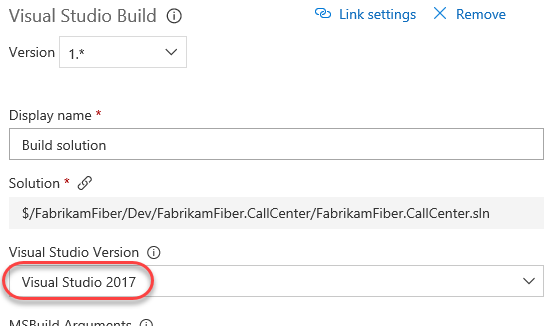 Visual Studio Build Link settings Remove
Version 1.*
Display name *
Build solution
Solution *
$/FabrikamFiber/Dev/FabrikamFiber.CallCenter/FabrikamFiber.CallCenter.sln
Visual Studio Version
Visual Studio 2017
MSBuild Arguments